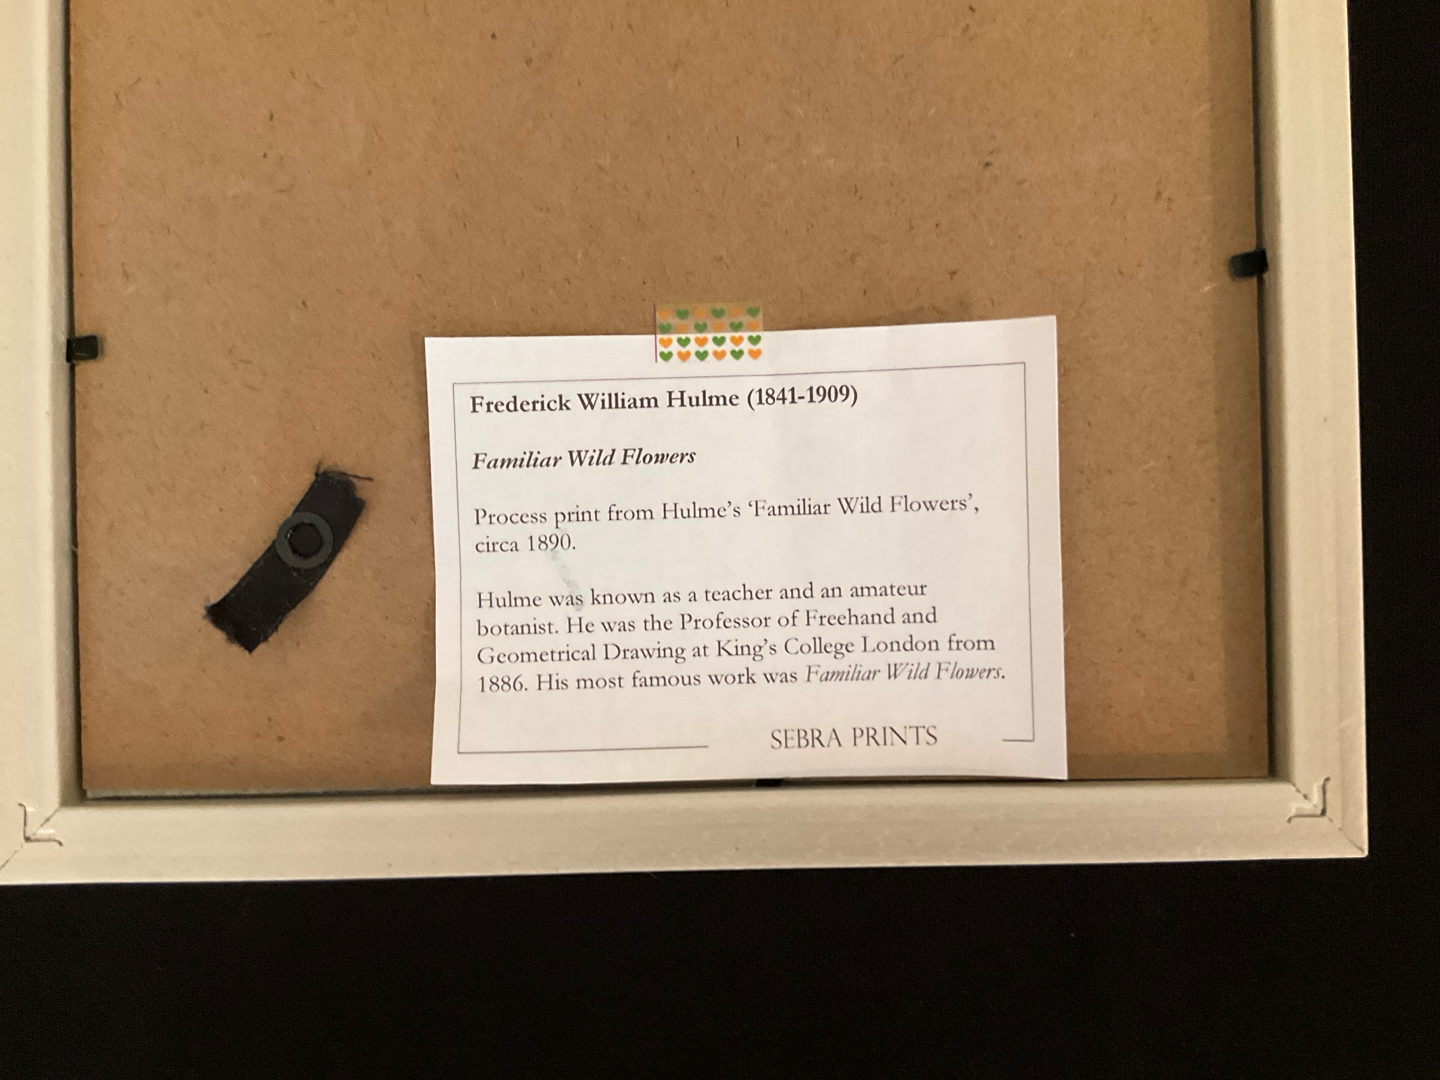 Frederick William Hulme (1841-1909)
Familiar Wild Flowers
Process print from Hulme's 'Familiar Wild Flowers',
circa 1890.
Hulme was known as a teacher and an amateur
botanist. He was the Professor of Freehand and
Geometrical Drawing at King's College London from
1886. His most famous work was Familiar Wild Flowers.
SEBRA PRINTS